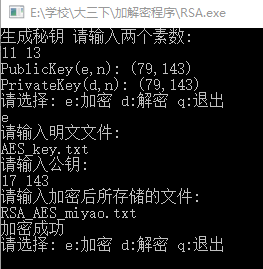 E:\学校\大三下\加解密程序\RSA.exe
生成秘钥 请输入两个素数:
11 13
PublicKey(e,n): (79,143)
PrivateKey(d,n): (79,143)
请选择: e:加密 d:解密 q:退出
e
请输入明文文件:
AES_key.txt
请输入公钥:
17 143
请输入加密后所存储的文件:
RSA_AES_miyao.txt
加密成功
请选择: e:加密 d:解密 q:退出